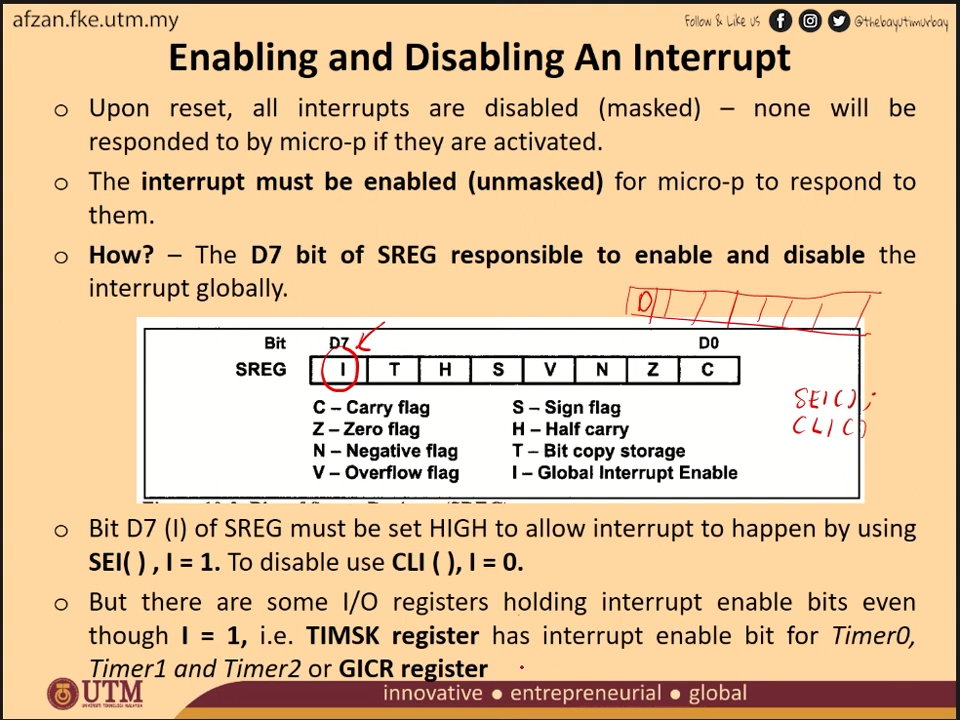 afzan.fke.utm.my
Follow & Like us
@thebayutimurbay
Enabling and Disabling An Interrupt
o Upon reset, all interrupts are disabled (masked) – none will be
responded to by micro-p if they are activated.
o The interrupt must be enabled (unmasked) for micro-p to respond to
them.
o How? – The D7 bit of SREG responsible to enable and disable the
interrupt globally.
0
Bit D7 D0
SREG I T H S V N Z C
SEI();
CLI()
C – Carry flag S – Sign flag
Z – Zero flag H – Half carry
N – Negative flag T – Bit copy storage
V – Overflow flag I – Global Interrupt Enable
o Bit D7 (I) of SREG must be set HIGH to allow interrupt to happen by using
SEI( ) , I = 1. To disable use CLI ( ), I = 0.
o But there are some I/O registers holding interrupt enable bits even
though I = 1, i.e. TIMSK register has interrupt enable bit for Timer0,
Timer1 and Timer2 or GICR register
UTM
innovative ● entrepreneurial ● global